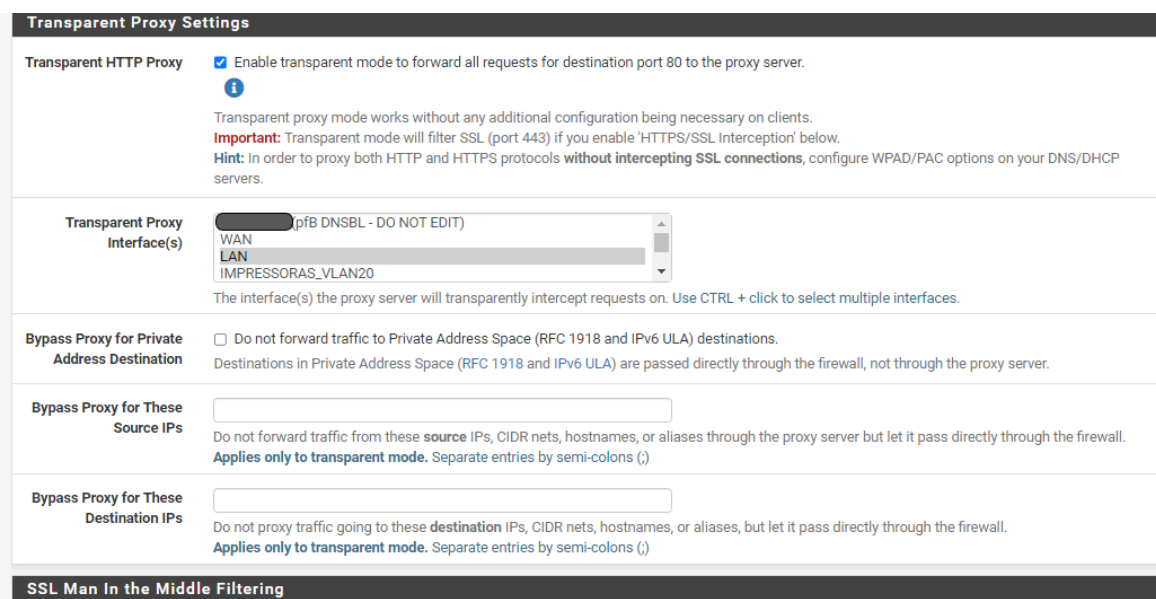 Transparent Proxy Settings
Transparent HTTP Proxy
Enable transparent mode to forward all requests for destination port 80 to the proxy server.
Transparent proxy mode works without any additional configuration being necessary on clients.
Important: Transparent mode will filter SSL (port 443) if you enable 'HTTPS/SSL Interception' below.
Hint: In order to proxy both HTTP and HTTPS protocols without intercepting SSL connections, configure WPAD/PAC options on your DNS/DHCP
servers.
Transparent Proxy
Interface(s)
(pfB DNSBL - DO NOT EDIT)
WAN
LAN
IMPRESSORAS_VLAN20
The interface(s) the proxy server will transparently intercept requests on. Use CTRL + click to select multiple interfaces.
Bypass Proxy for Private
Address Destination
Do not forward traffic to Private Address Space (RFC 1918 and IPv6 ULA) destinations.
Destinations in Private Address Space (RFC 1918 and IPv6 ULA) are passed directly through the firewall, not through the proxy server.
Bypass Proxy for These
Source IPs
Do not forward traffic from these source IPs, CIDR nets, hostnames, or aliases through the proxy server but let it pass directly through the firewall.
Applies only to transparent mode. Separate entries by semi-colons (;)
Bypass Proxy for These
Destination IPs
Do not proxy traffic going to these destination IPs, CIDR nets, hostnames, or aliases, but let it pass directly through the firewall.
Applies only to transparent mode. Separate entries by semi-colons (;)
SSL Man In the Middle Filtering